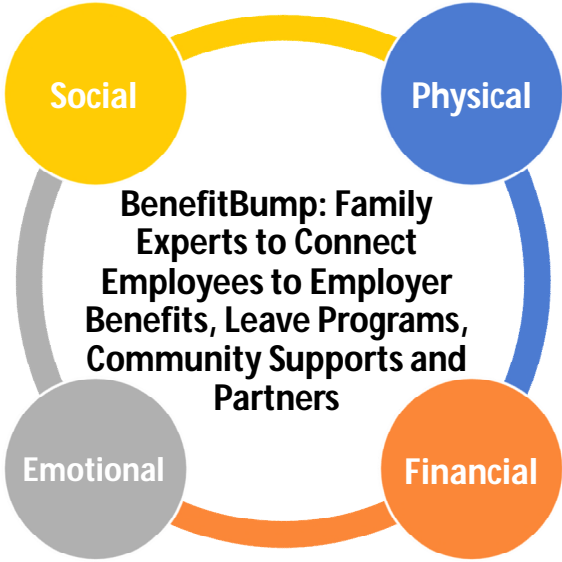 Social
Physical
BenefitBump: Family
Experts to Connect
Employees to Employer
Benefits, Leave Programs,
Community Supports and
Partners
Emotional
Financial